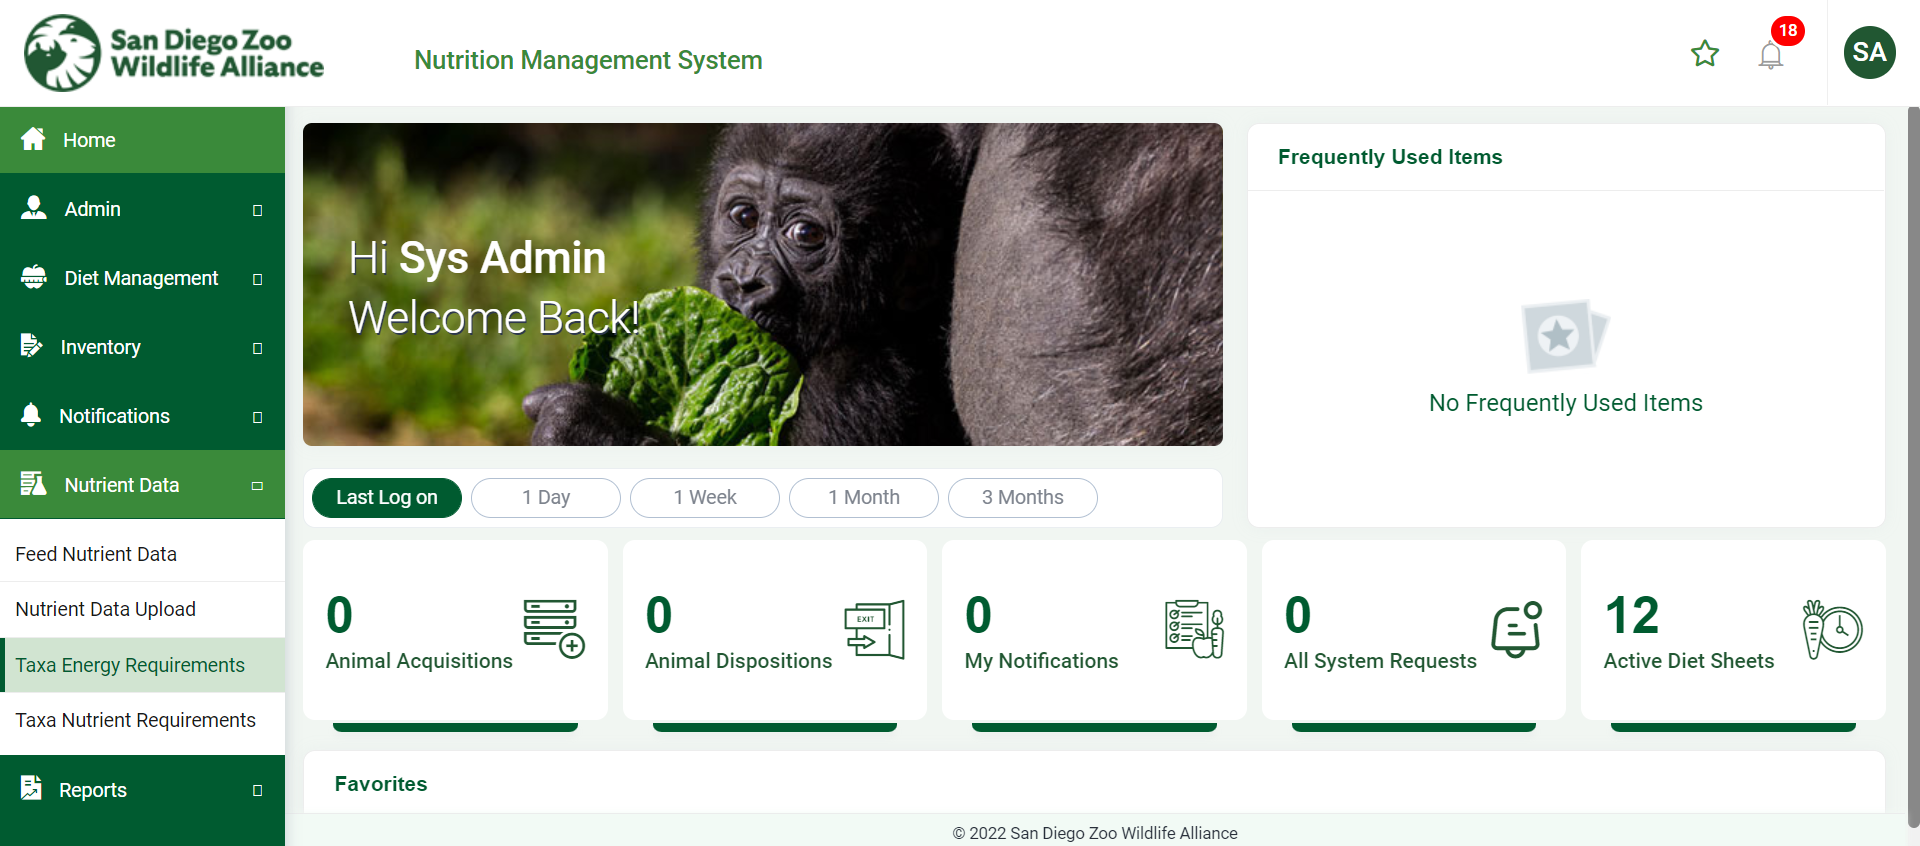 San Diego Zoo
Wildlife Alliance
Nutrition Management System
18
SA
Home
Admin
Diet Management
Inventory
Notifications
Nutrient Data
Feed Nutrient Data
Nutrient Data Upload
Taxa Energy Requirements
Taxa Nutrient Requirements
Reports
Hi Sys Admin
Welcome Back!
Frequently Used Items
No Frequently Used Items
Last Log on
1 Day
1 Week
1 Month
3 Months
0
Animal Acquisitions
EXIT
0
Animal Dispositions
0
My Notifications
0
All System Requests
12
Active Diet Sheets
Favorites
© 2022 San Diego Zoo Wildlife Alliance